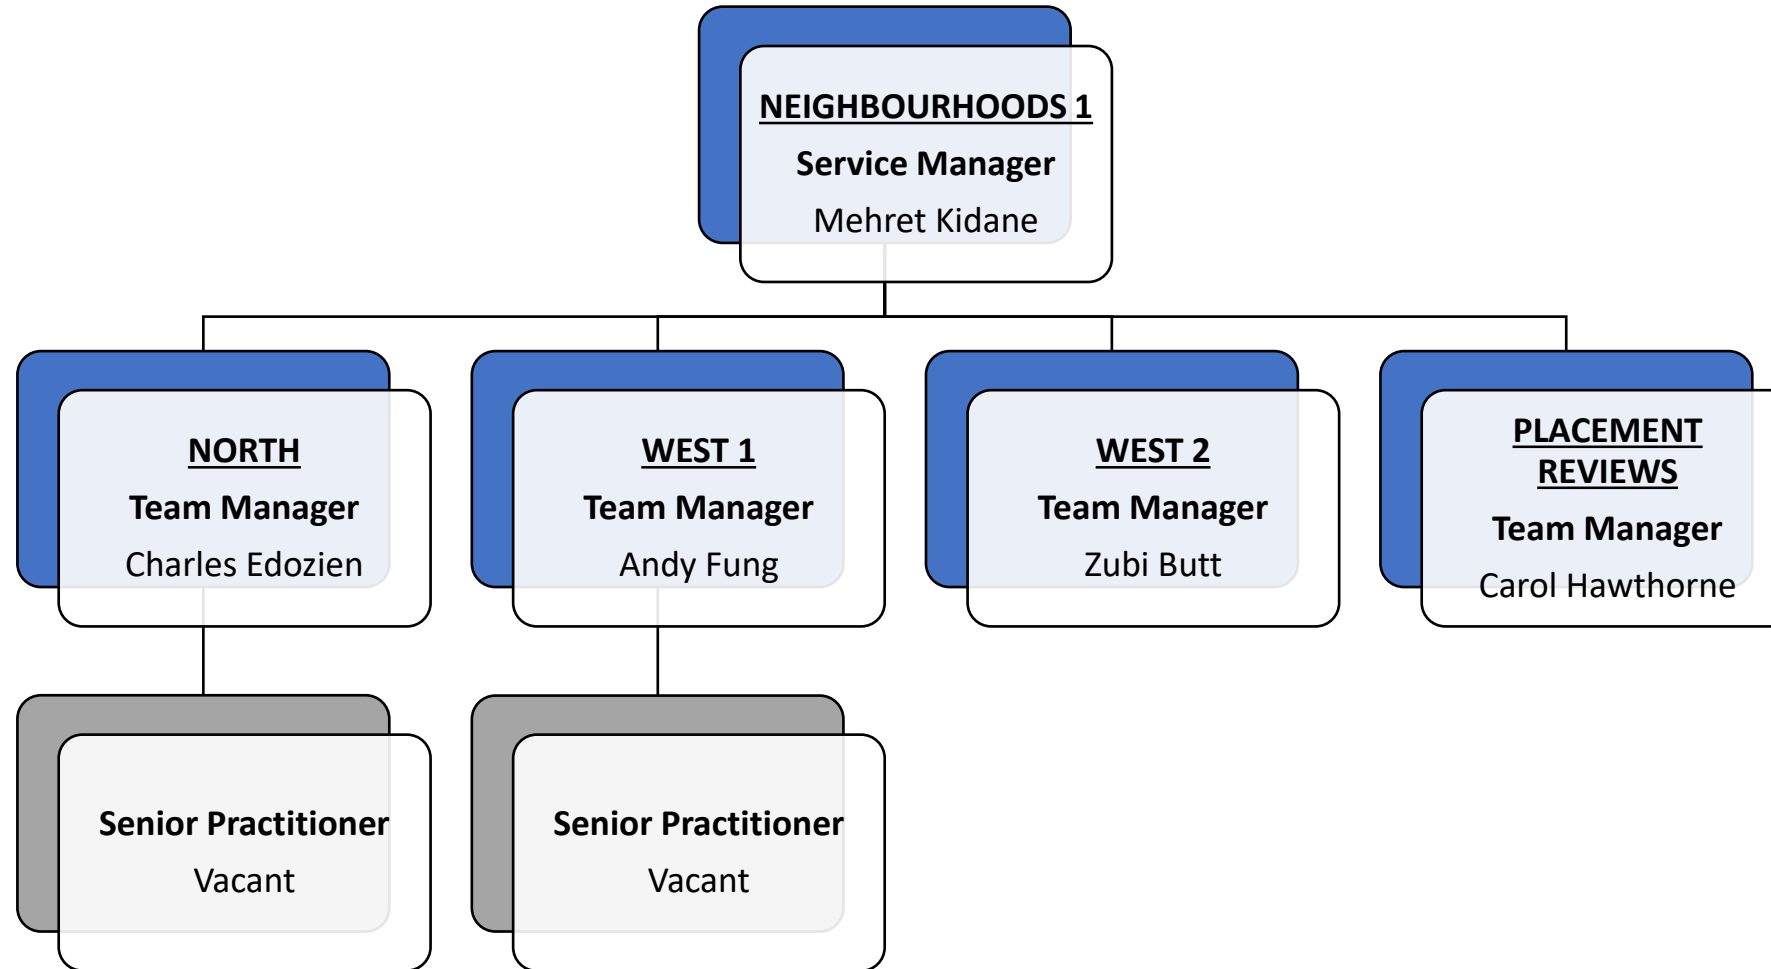 NEIGHBOURHOODS 1
Service Manager
Mehret Kidane
NORTH
Team Manager
Charles Edozien
WEST 1
Team Manager
Andy Fung
WEST 2
Team Manager
Zubi Butt
PLACEMENT
REVIEWS
Team Manager
Carol Hawthorne
Senior Practitioner
Vacant
Senior Practitioner
Vacant